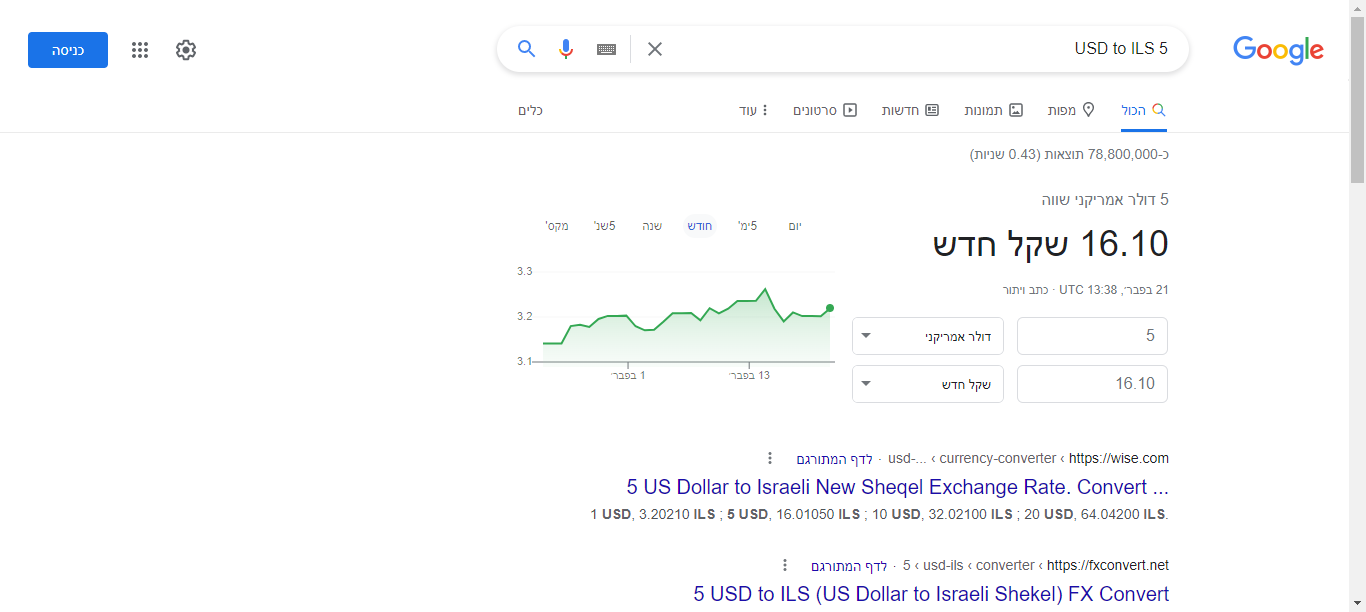 Google
USD to ILS 5
כניסה
הכול
מפות
תמונות
חדשות
סרטונים
עוד
כלים
כ-78,800,000 תוצאות (0.43 שניות)
5 דולר אמריקני שווה
16.10 שקל חדש
21 בפבר׳, 13:38 UTC · כתב ויתור
5 דולר אמריקני
16.10 שקל חדש
יום 5ימ' חודש שנה 5שנ' מקס'
3.3
3.2
3.1
1 בפבר׳ 13 בפבר׳
https://wise.com › currency-converter › usd-... · לדף המתורגם
5 US Dollar to Israeli New Sheqel Exchange Rate. Convert ...
1 USD, 3.20210 ILS ; 5 USD, 16.01050 ILS ; 10 USD, 32.02100 ILS ; 20 USD, 64.04200 ILS.
https://fxconvert.net › converter › usd-ils › 5 · לדף המתורגם
5 USD to ILS (US Dollar to Israeli Shekel) FX Convert